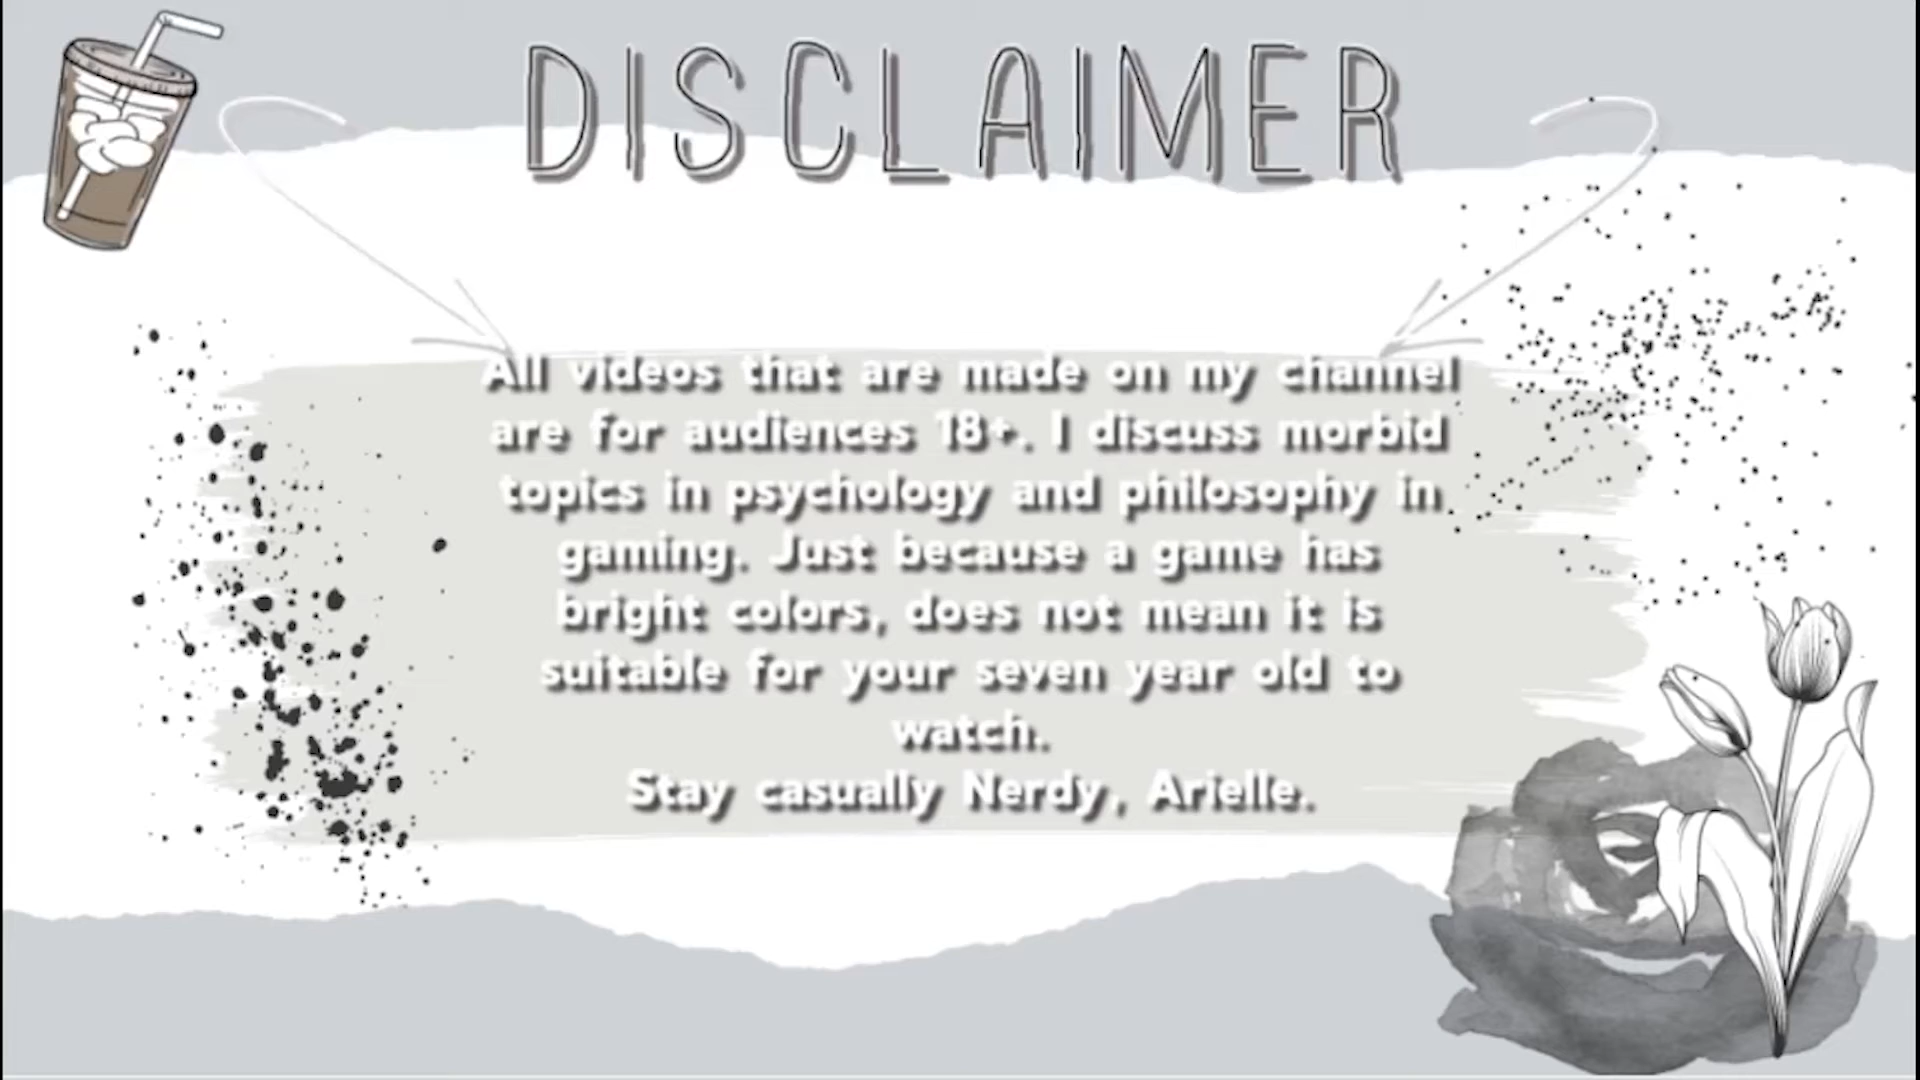 DISCLAIMER
All videos that are made on my channel
are for audiences 18+. I discuss morbid
topics in psychology and philosophy in
gaming. Just because a game has
bright colors, does not mean it is
suitable for your seven year old to
watch.
Stay casually Nerdy, Arielle.